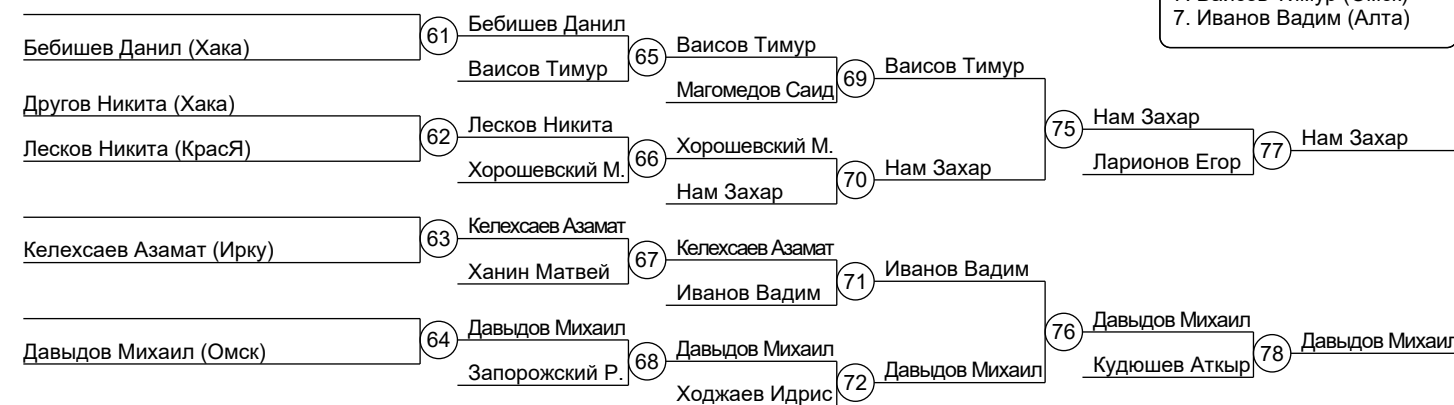 7. Иванов Вадим (Алта)
Бебишев Данил (Хака)
61
Бебишев Данил
Ваисов Тимур
65
Ваисов Тимур
Магомедов Саид
69
Ваисов Тимур
Другов Никита (Хака)
Лесков Никита (КрасЯ)
62
Лесков Никита
Хорошевский М.
66
Хорошевский М.
Нам Захар
70
Нам Захар
75
Нам Захар
Ларионов Егор
77
Нам Захар
Келехсаев Азамат (Ирку)
63
Келехсаев Азамат
Ханин Матвей
67
Келехсаев Азамат
Иванов Вадим
71
Иванов Вадим
Давыдов Михаил (Омск)
64
Давыдов Михаил
Запорожский Р.
68
Давыдов Михаил
Ходжаев Идрис
72
Давыдов Михаил
76
Давыдов Михаил
Кудюшев Аткыр
78
Давыдов Михаил